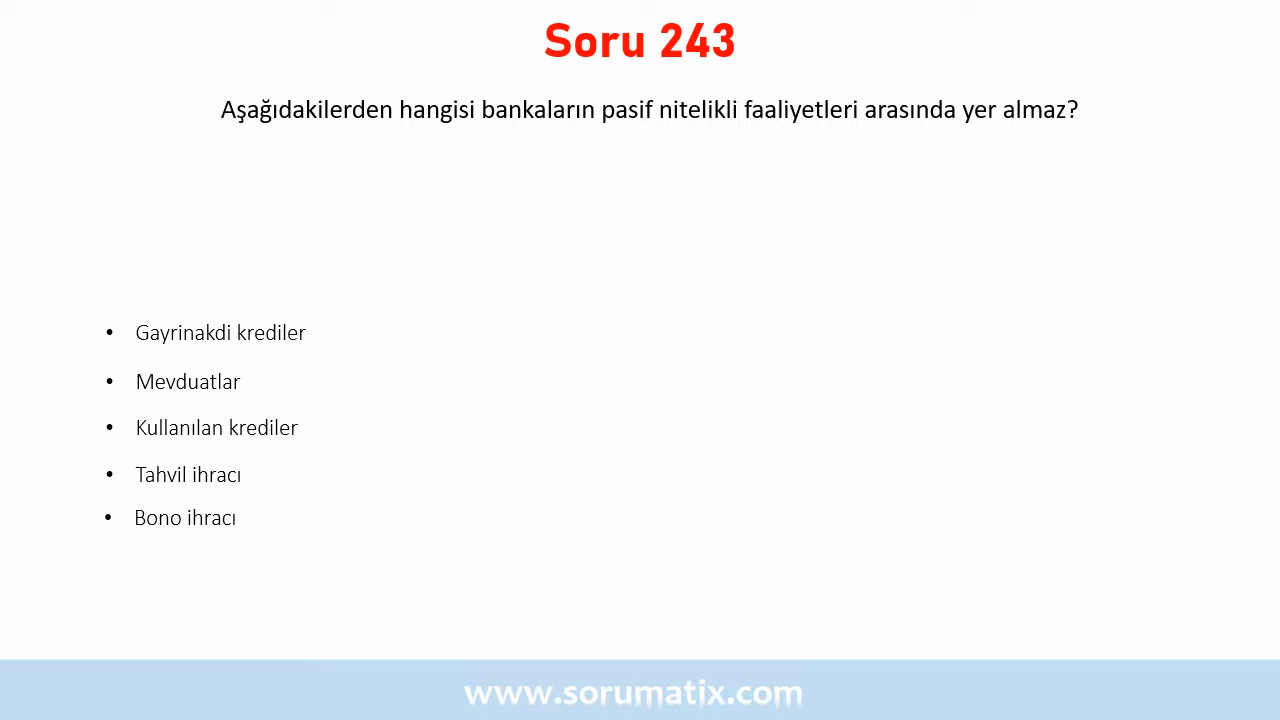 Soru 243
Aşağıdakilerden hangisi bankaların pasif nitelikli faaliyetleri arasında yer almaz?
• Gayrinakdi krediler
• Mevduatlar
• Kullanılan krediler
• Tahvil ihracı
• Bono ihracı
www.sorumatix.com